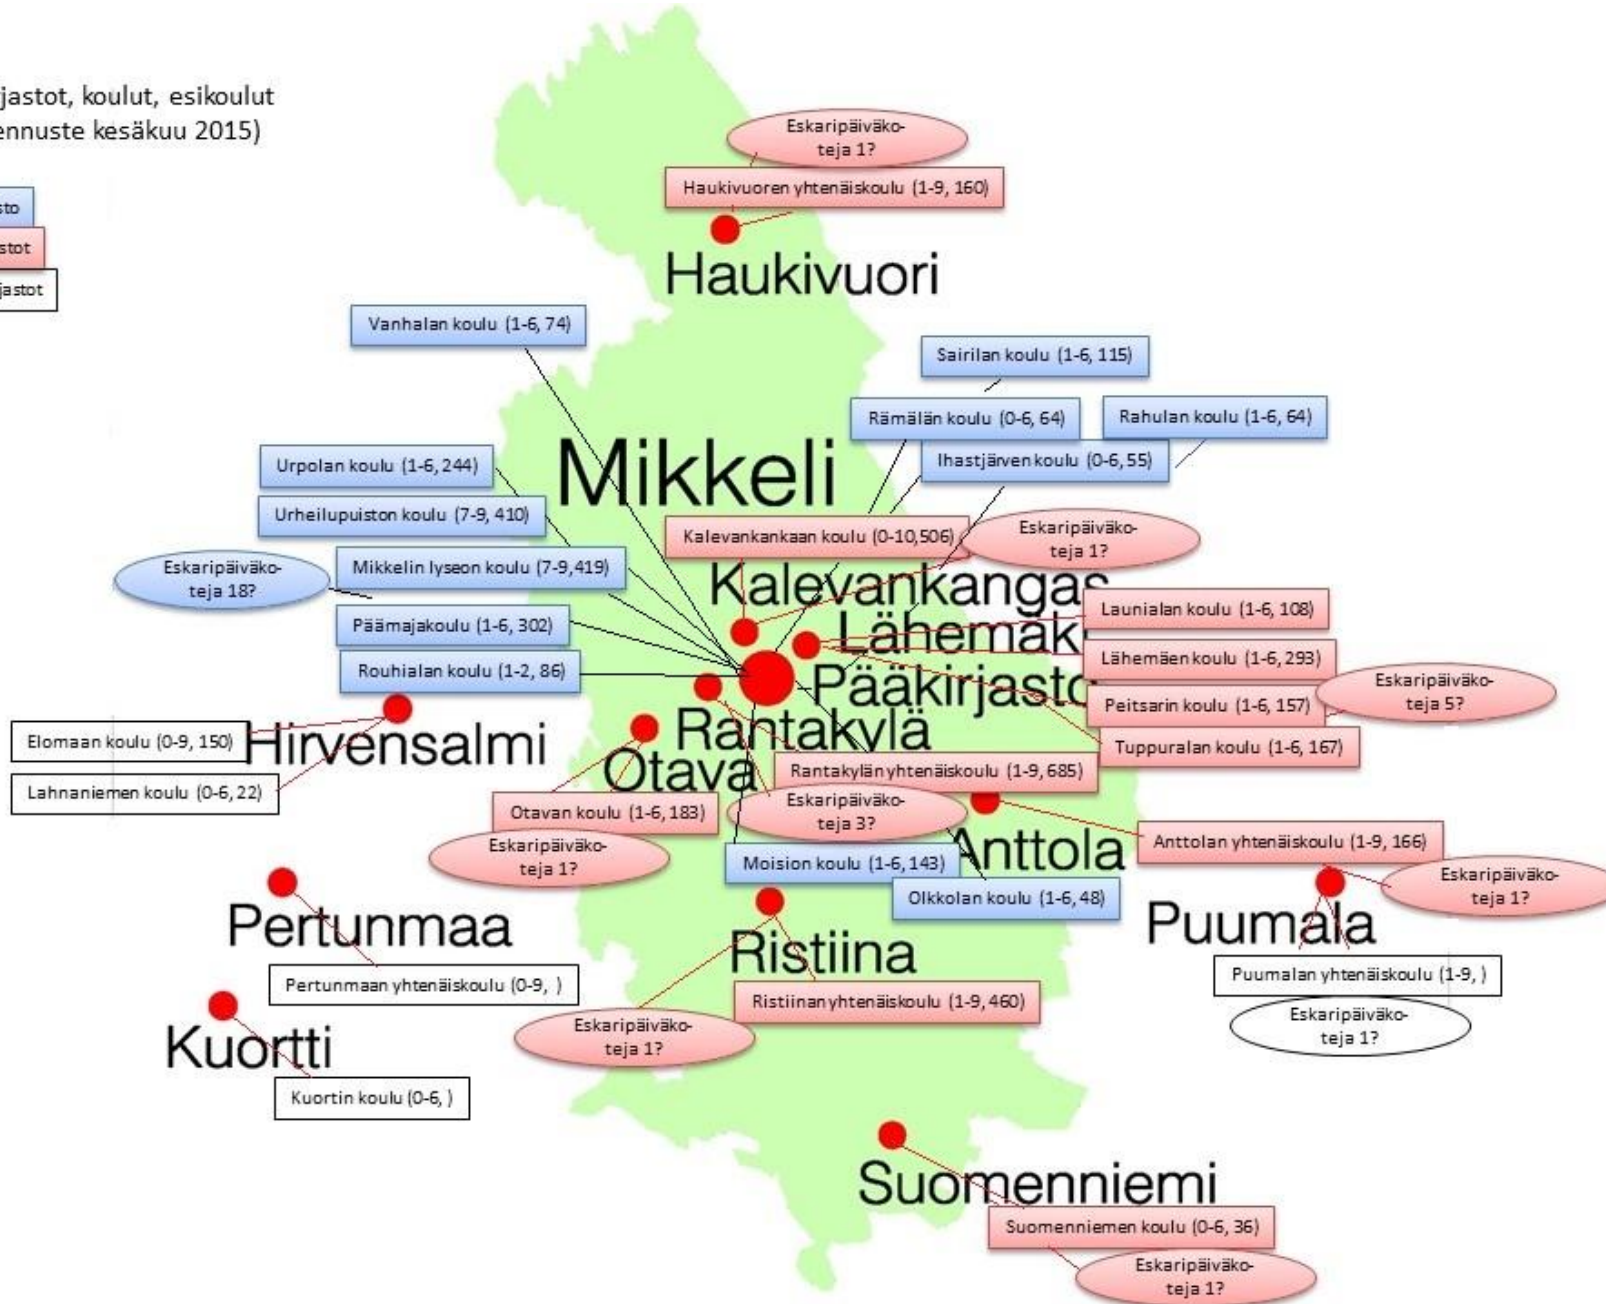 jastot, koulut, esikoulut
ennuste kesäkuu 2015)
sto
stot
jastot
Eskaripäiväko-
teja 1?
Haukivuoren yhtenäiskoulu (1-9, 160)
Haukivuori
Vanhalan koulu (1-6, 74)
Sairilan koulu (1-6, 115)
Rämälän koulu (0-6, 64)
Rahulan koulu (1-6, 64)
Ihastjärven koulu (0-6, 55)
Mikkeli
Urpolan koulu (1-6, 244)
Urheilupuiston koulu (7-9, 410)
Kalevankankaan koulu (0-10,506)
Eskaripäiväko-
teja 1?
Eskaripäiväko-
teja 18?
Mikkelin lyseon koulu (7-9,419)
Kalevankangas
Päämajakoulu (1-6, 302)
Lähemäki
Launialan koulu (1-6, 108)
Rouhialan koulu (1-2, 86)
Pääkirjasto
Lähemäen koulu (1-6, 293)
Peitsarin koulu (1-6, 157)
Eskaripäiväko-
teja 5?
Tuppuralan koulu (1-6, 167)
Elomaan koulu (0-9, 150)
Hirvensalmi
Lahnaniemen koulu (0-6, 22)
Rantakylä
Otava
Rantakylän yhtenäiskoulu (1-9, 685)
Otavan koulu (1-6, 183)
Eskaripäiväko-
teja 3?
Eskaripäiväko-
teja 1?
Anttola
Anttolan yhtenäiskoulu (1-9, 166)
Moision koulu (1-6, 143)
Olkkolan koulu (1-6, 48)
Eskaripäiväko-
teja 1?
Pertunmaa
Puumala
Ristiina
Pertunmaan yhtenäiskoulu (0-9, )
Puumalan yhtenäiskoulu (1-9, )
Ristiinan yhtenäiskoulu (1-9, 460)
Eskaripäiväko-
teja 1?
Eskaripäiväko-
teja 1?
Kuortti
Kuortin koulu (0-6, )
Suomenniemi
Suomenniemen koulu (0-6, 36)
Eskaripäiväko-
teja 1?